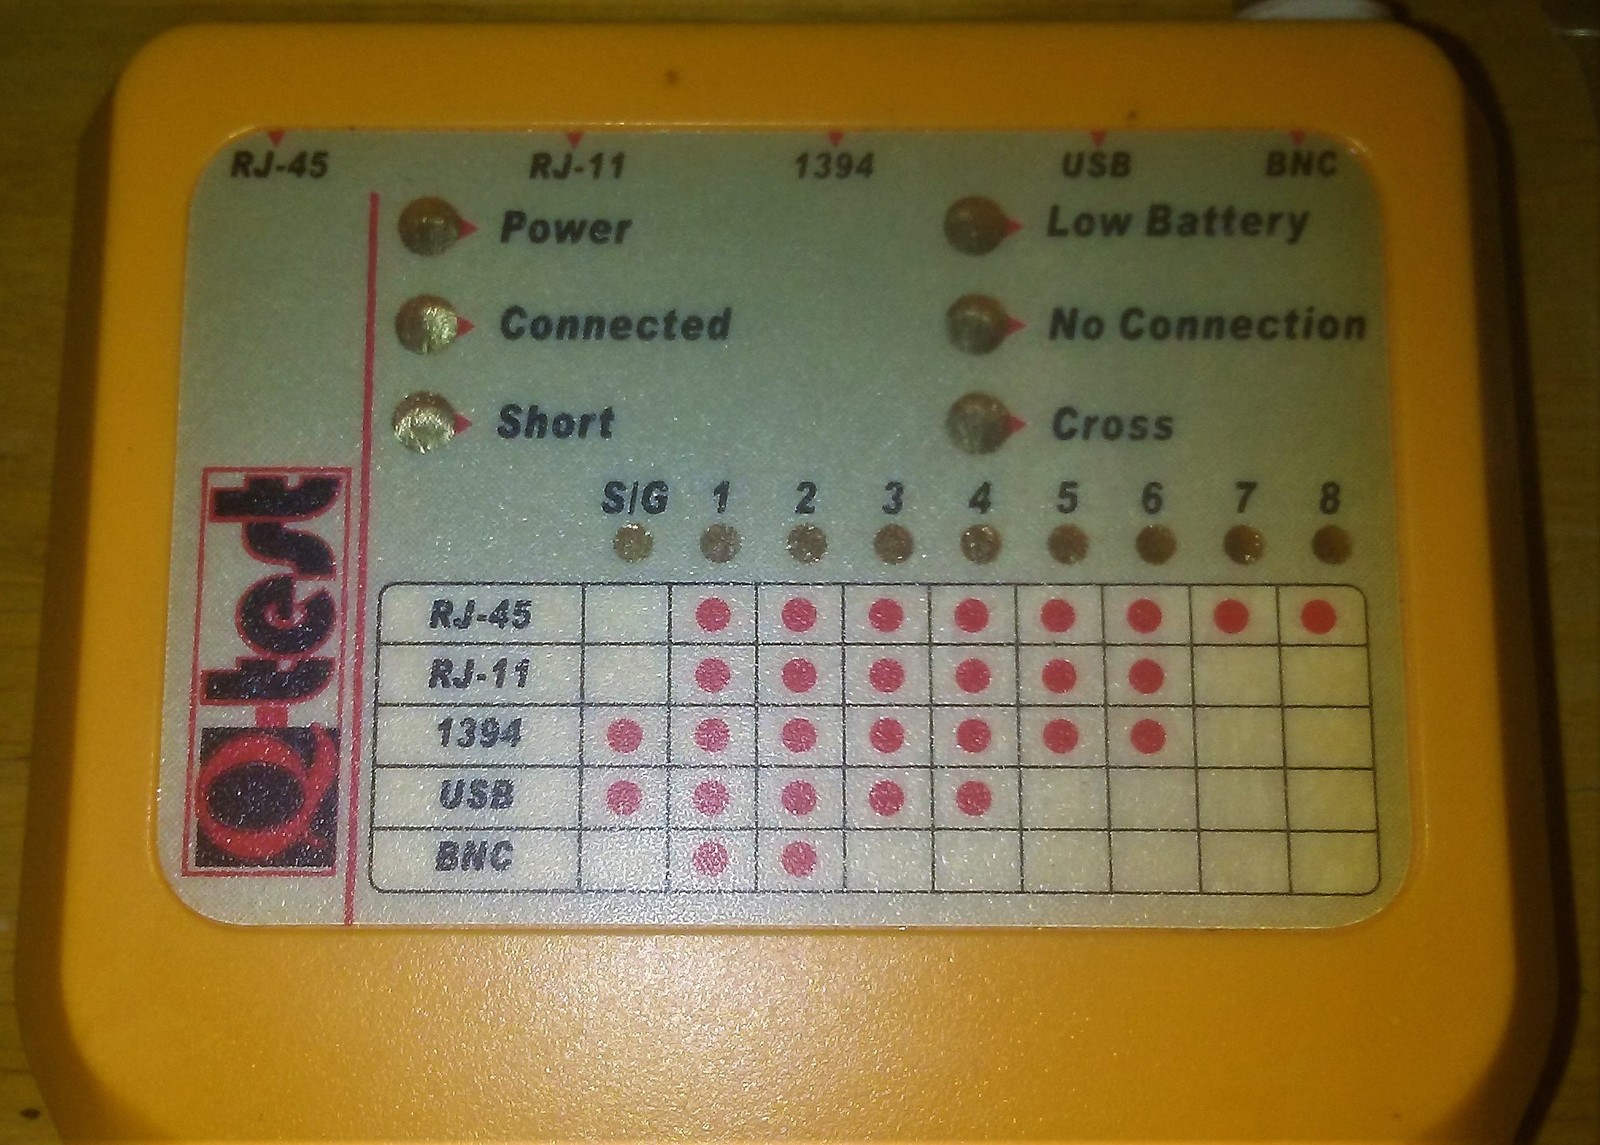 RJ-45 RJ-11 1394 USB BNC
Power Low Battery
Connected No Connection
Short Cross
S/G 1 2 3 4 5 6 7 8
RJ-45
RJ-11
1394
USB
BNC
Q-test